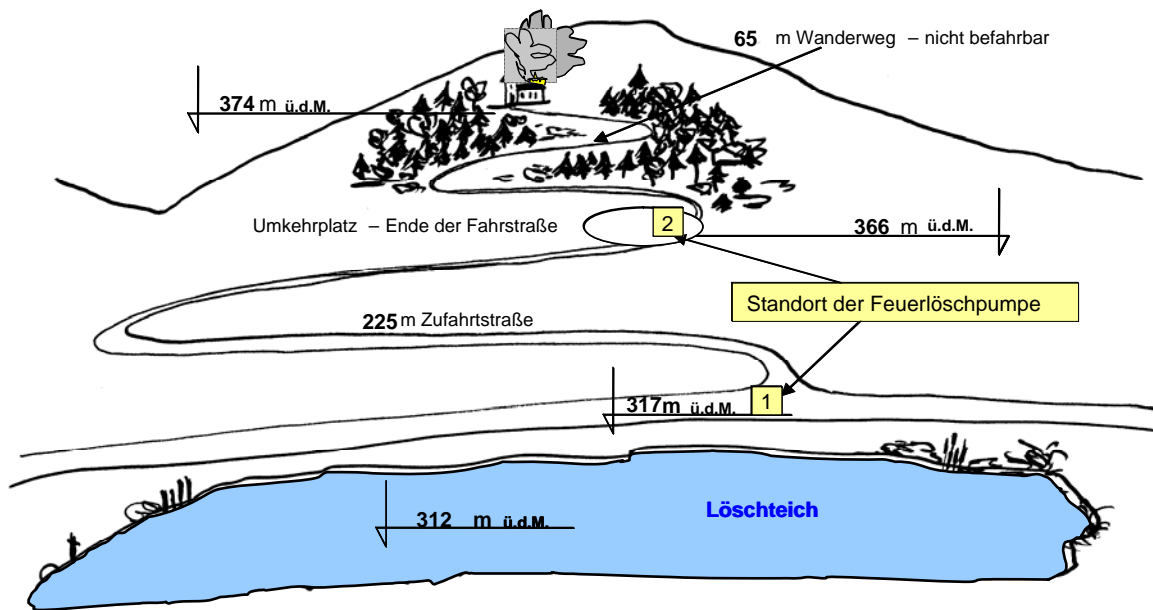 65 m Wanderweg – nicht befahrbar
374 m ü.d.M.
Umkehrplatz – Ende der Fahrstraße
2
366 m ü.d.M.
Standort der Feuerlöschpumpe
225 m Zufahrtstraße
317m ü.d.M.
1
Löschteich
312 m ü.d.M.